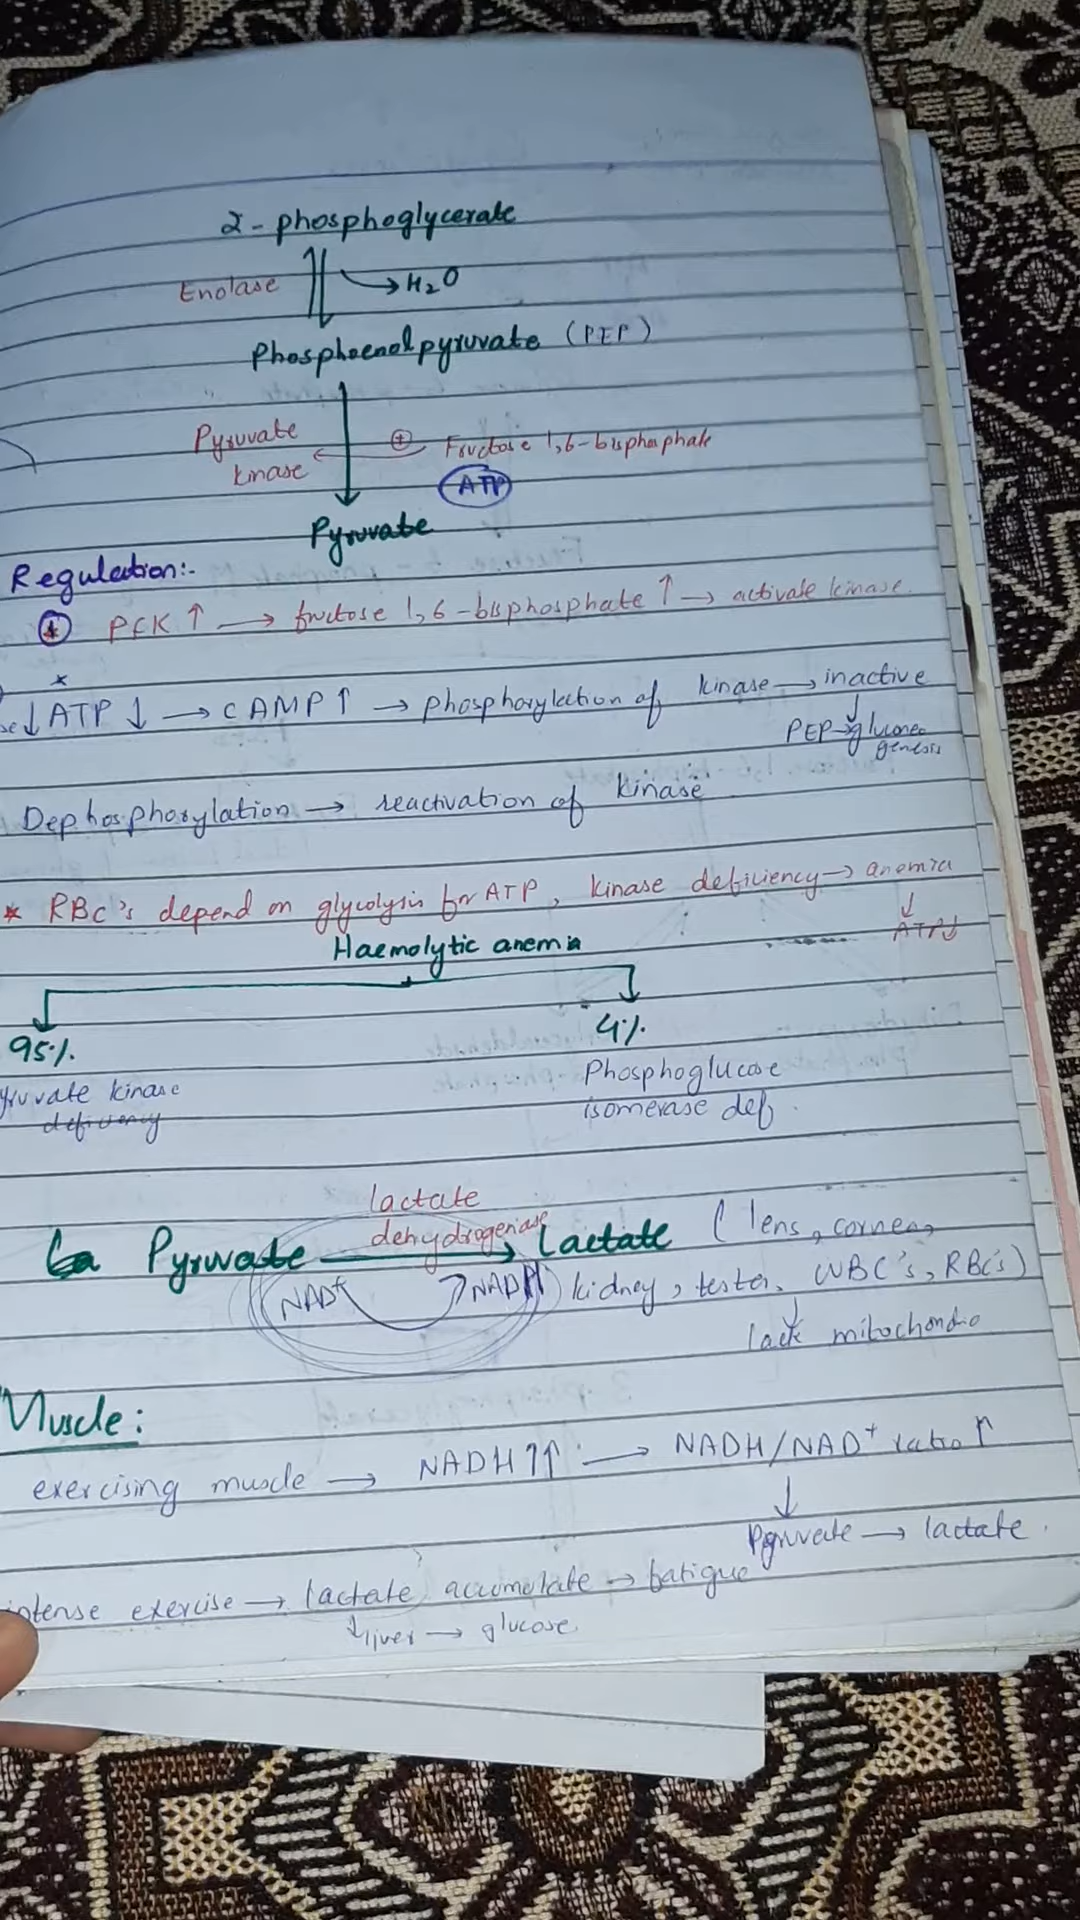 2-phosphoglycerate
Enolase → H2O
Phosphoenolpyruvate (PEP)
Pyruvate kinase ⊕ Fructose 1,6-bisphosphate
ATP
Pyruvate
Regulation:-
PFK ↑ → fructose 1,6-bisphosphate ↑ → activate kinase.
↓ ATP ↓ → cAMP ↑ → phosphorylation of kinase → inactive
PEP → gluconeogenesis
Dephosphorylation → reactivation of kinase
* RBC's depend on glycolysis for ATP, kinase deficiency → anemia
↓
ATP↓
Haemolytic anemia
95%. 4%.
yruvate kinase Phosphoglucose
deficiency isomerase def.
lactate
dehydrogenase
Pyruvate → Lactate ( lens, cornea,
NAD+ NADH kidney, testes, WBC's, RBC's)
↓
lack mitochondria
Muscle:
exercising muscle → NADH ↑↑ → NADH/NAD+ ratio ↑
↓
Pyruvate → lactate.
intense exercise → lactate accumolate → fatigue
↓ liver → glucose.